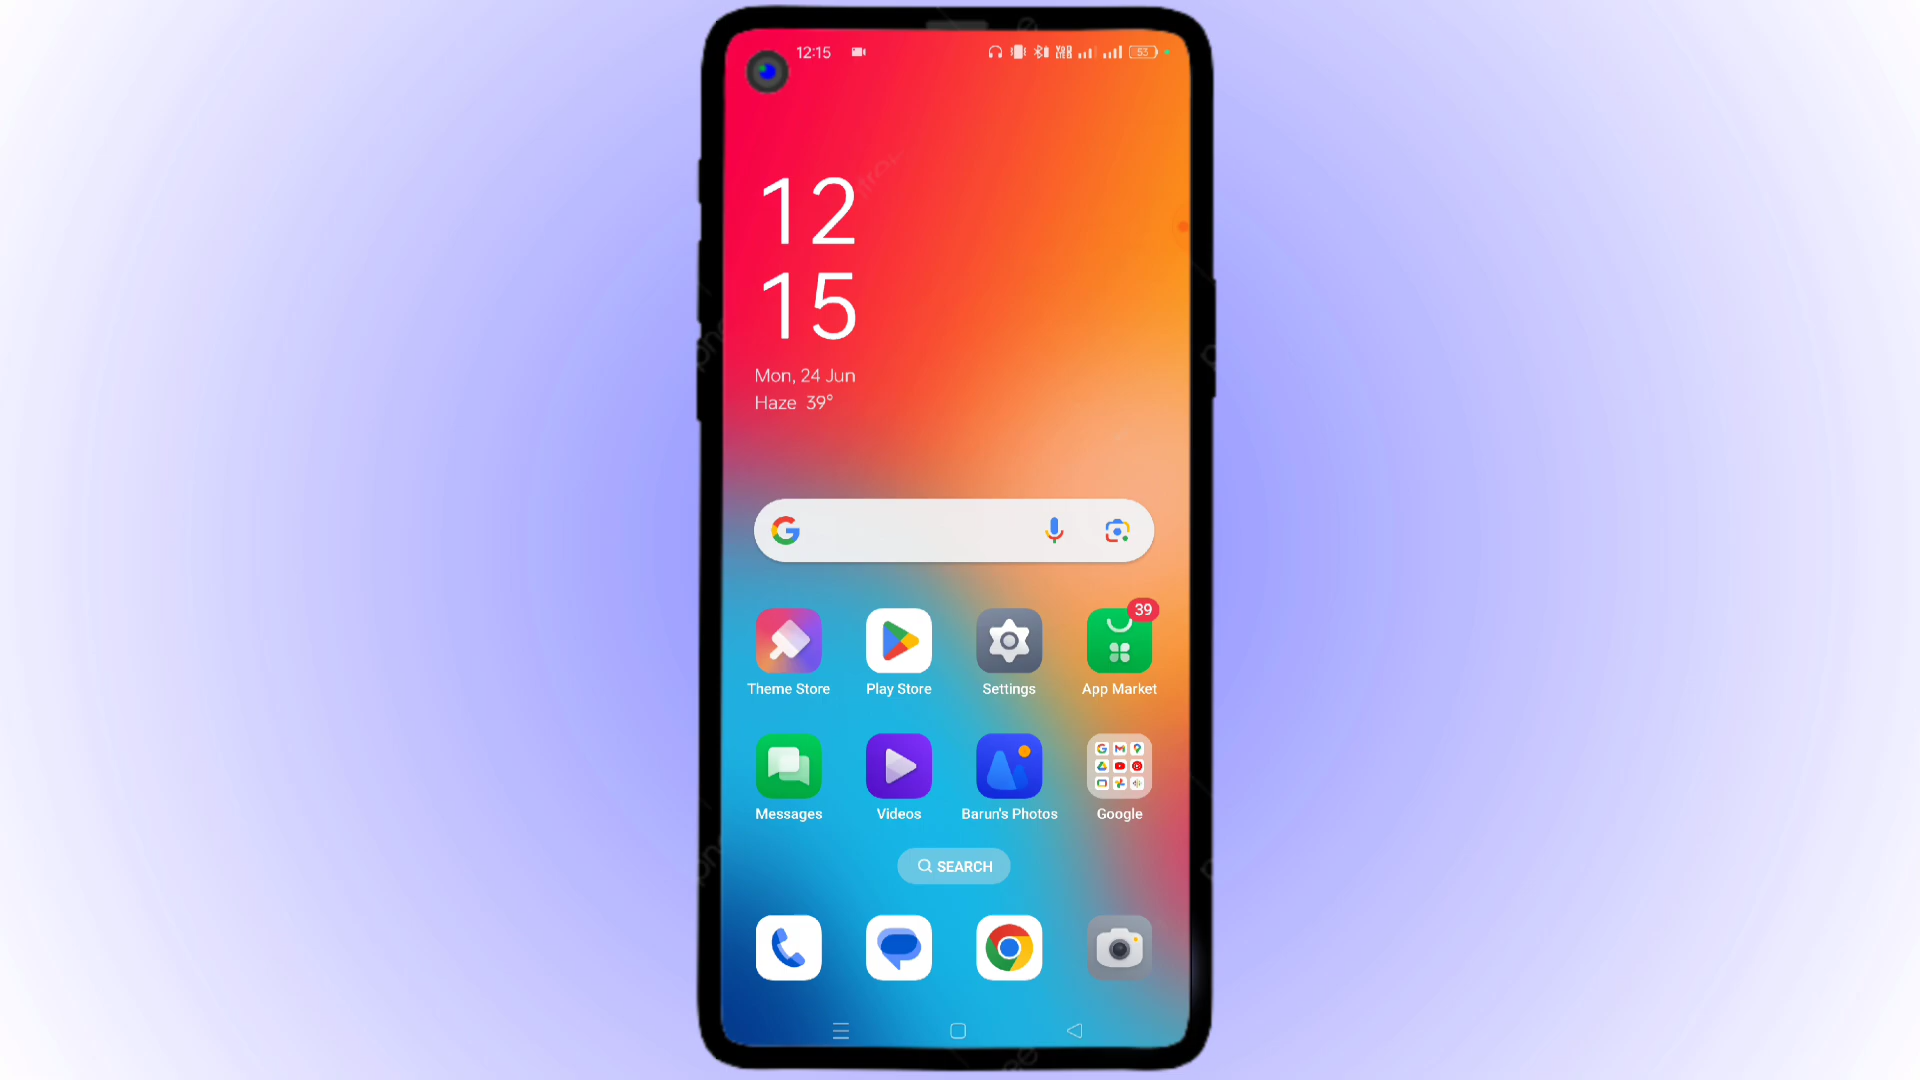 12:15
53
12
15
Mon, 24 Jun
Haze 39°
39
Theme Store
Play Store
Settings
App Market
Messages
Videos
Barun's Photos
Google
SEARCH